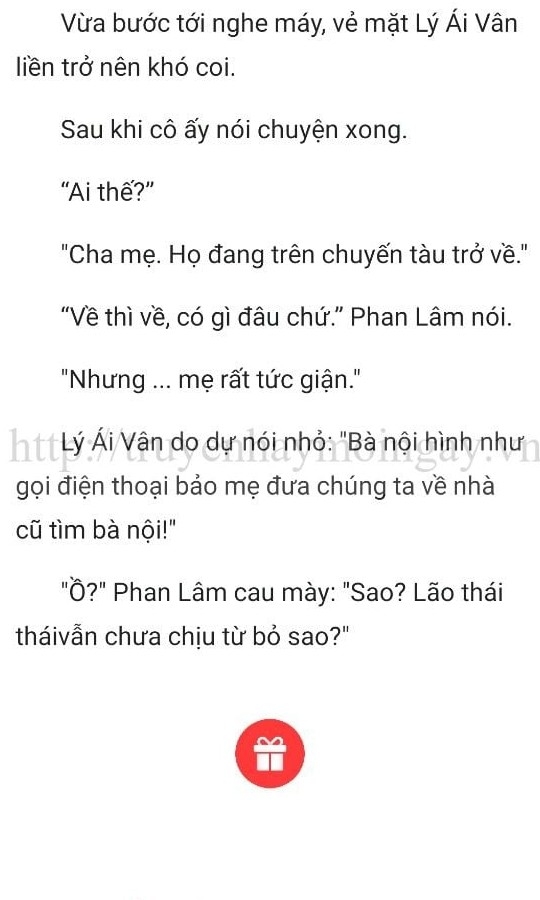 Vừa bước tới nghe máy, vẻ mặt Lý Ái Vân
liền trở nên khó coi.
Sau khi cô ấy nói chuyện xong.
“Ai thế?”
"Cha mẹ. Họ đang trên chuyến tàu trở về."
“Về thì về, có gì đâu chứ.” Phan Lâm nói.
"Nhưng ... mẹ rất tức giận."
Lý Ái Vân do dự nói nhỏ: "Bà nội hình như
http://truyenhaymoingay.vn
gọi điện thoại bảo mẹ đưa chúng ta về nhà
cũ tìm bà nội!"
"Ồ?" Phan Lâm cau mày: "Sao? Lão thái
tháivẫn chưa chịu từ bỏ sao?"